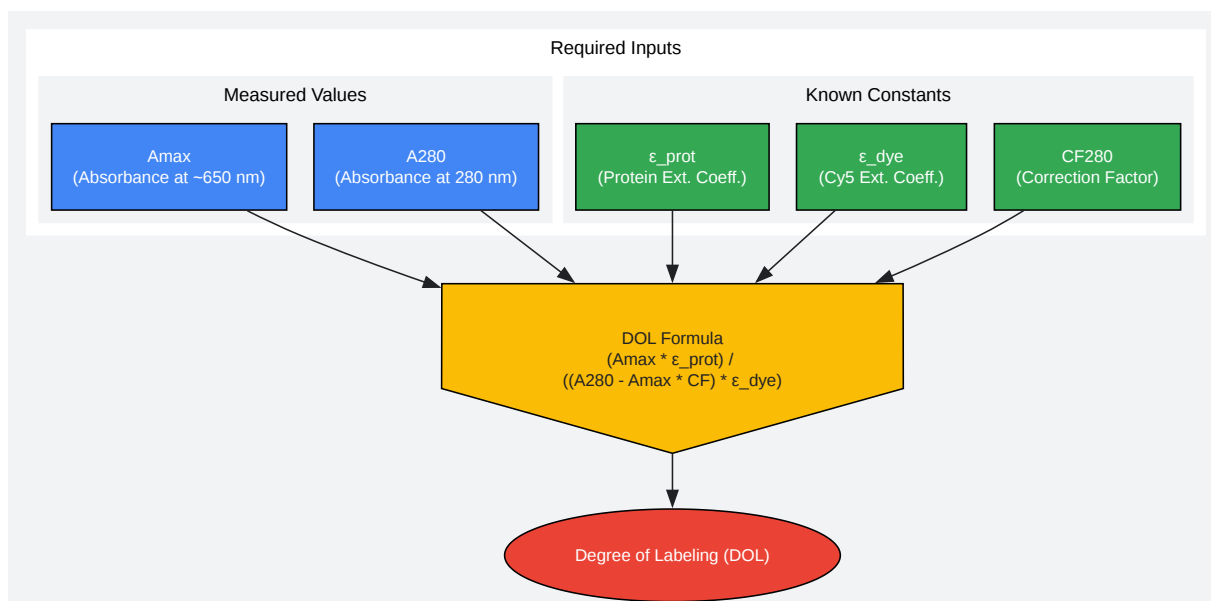 Required Inputs
Measured Values
Known Constants
Amax
(Absorbance at ~650 nm)
A280
(Absorbance at 280 nm)
ε_prot
(Protein Ext. Coeff.)
ε_dye
(Cy5 Ext. Coeff.)
CF280
(Correction Factor)
DOL Formula
(Amax * ε_prot) /
((A280 - Amax * CF) * ε_dye)
Degree of Labeling (DOL)